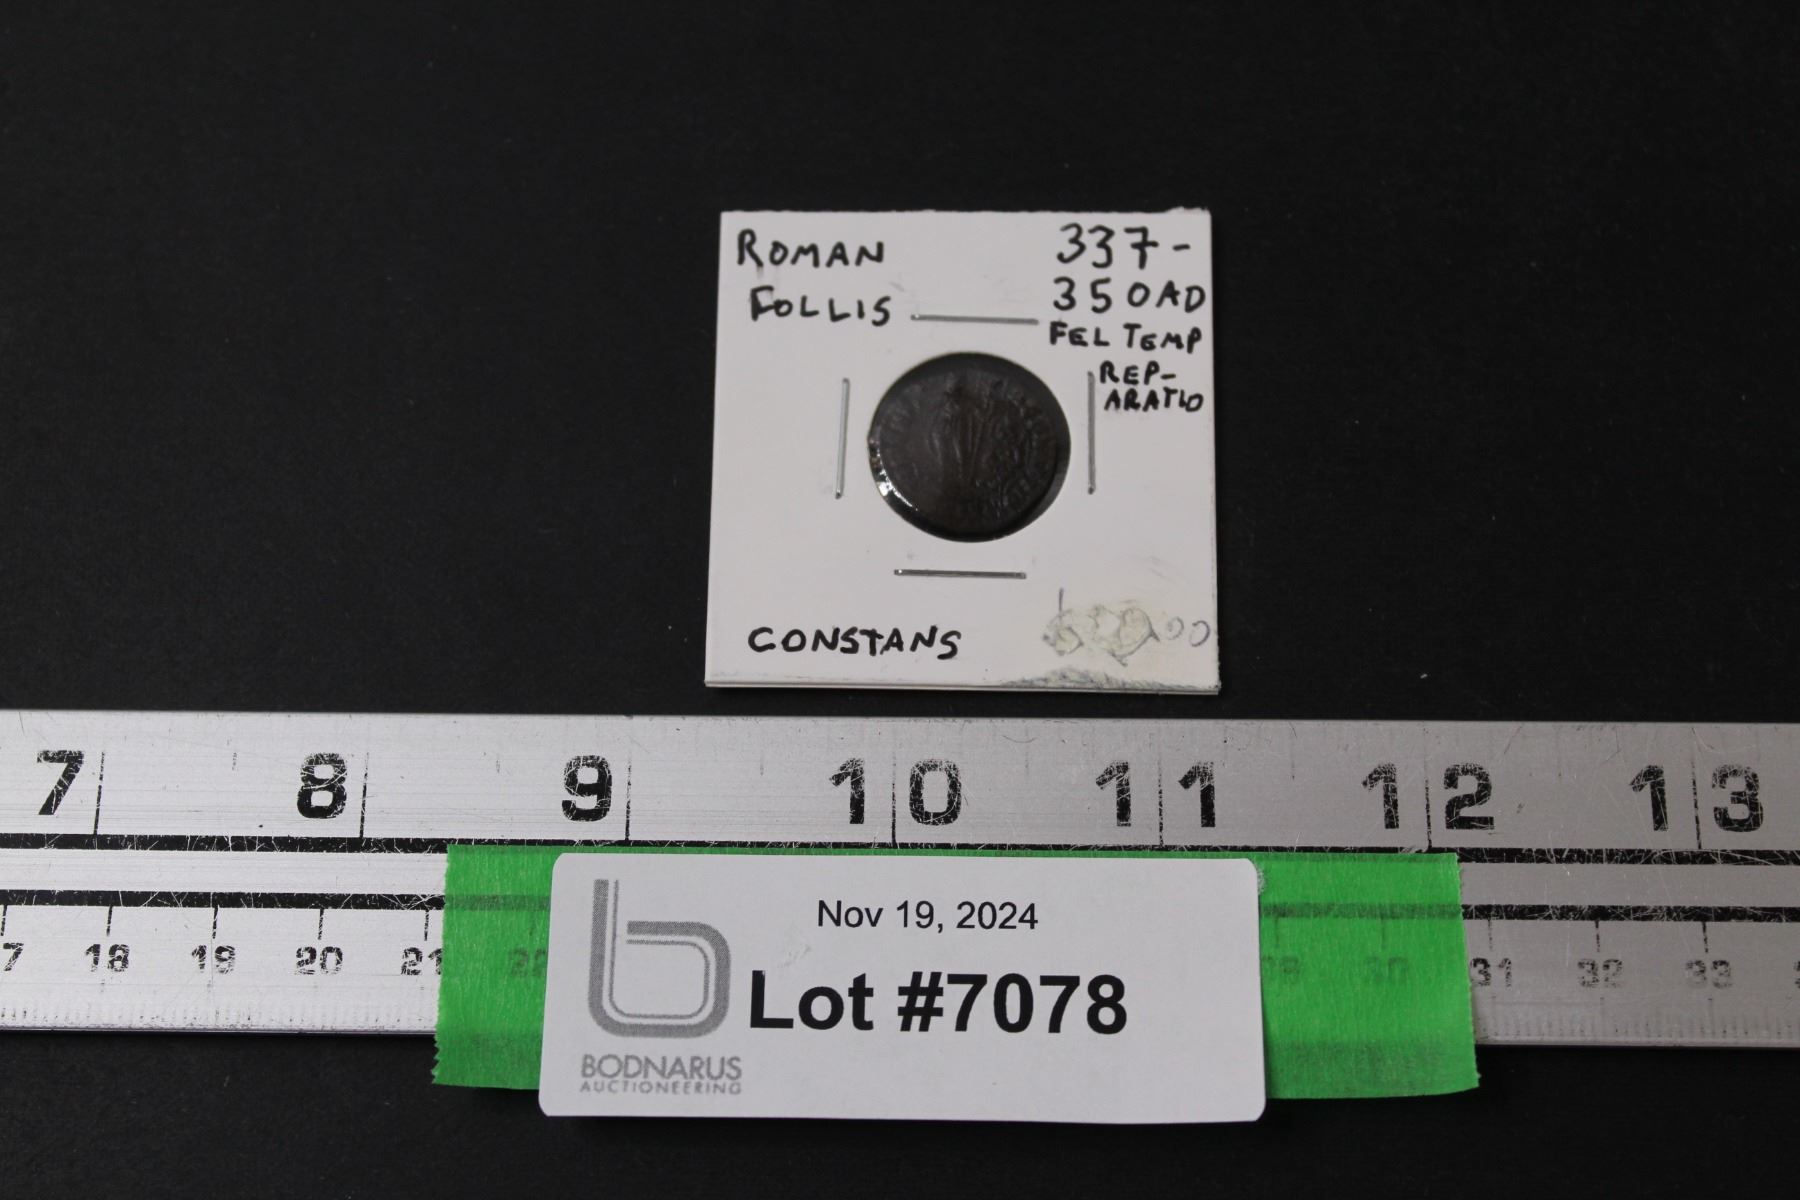 ROMAN
FOLLIS
337-
350AD
FEL TEMP
REP-
ARATIO
CONSTANS
7 8 9 10 11 12 13
18 19 20 21 22 30 31 32 33
Nov 19, 2024
Lot #7078
b
BODNARUS
AUCTIONEERING